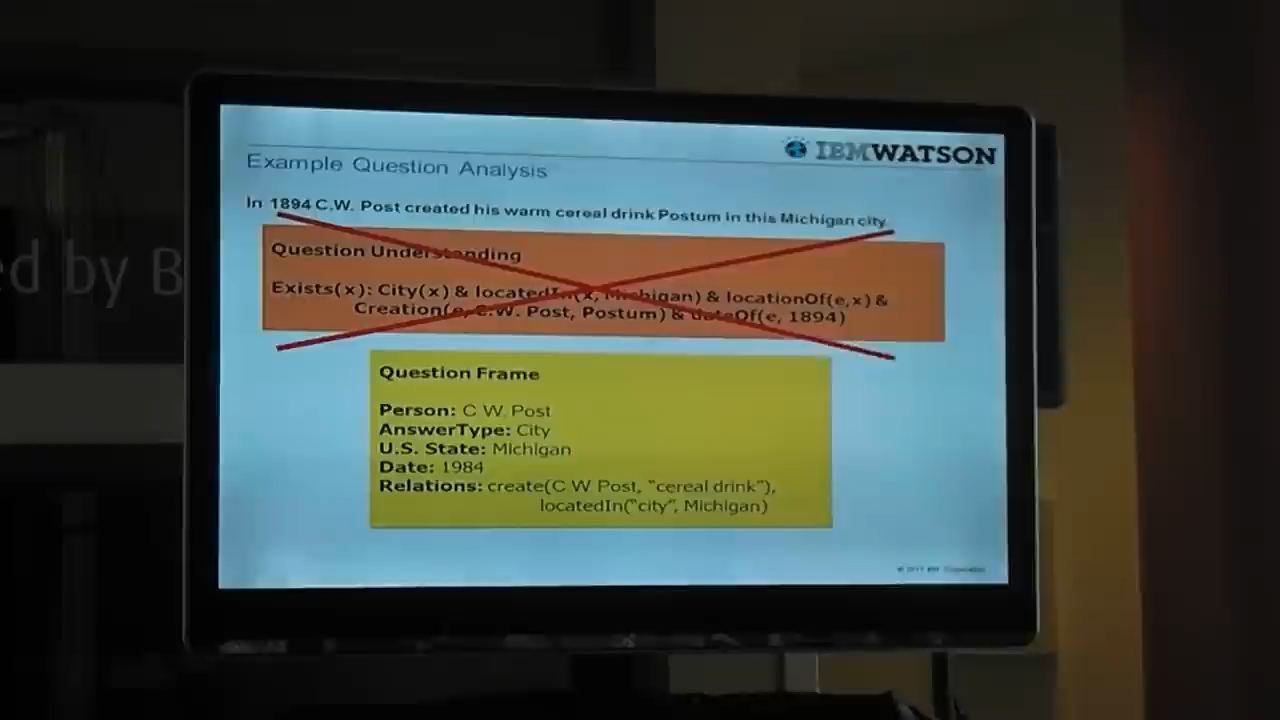 IBMWATSON
Example Question Analysis
In 1894 C.W. Post created his warm cereal drink Postum in this Michigan city.
Question Understanding
Exists(x): City(x) & locatedIn(x, Michigan) & locationOf(e,x) &
Creation(e, C.W. Post, Postum) & dateOf(e, 1894)
ed by B
Question Frame
Person: C W. Post
AnswerType: City
U.S. State: Michigan
Date: 1984
Relations: create(C W Post, “cereal drink”),
locatedIn(“city”, Michigan)